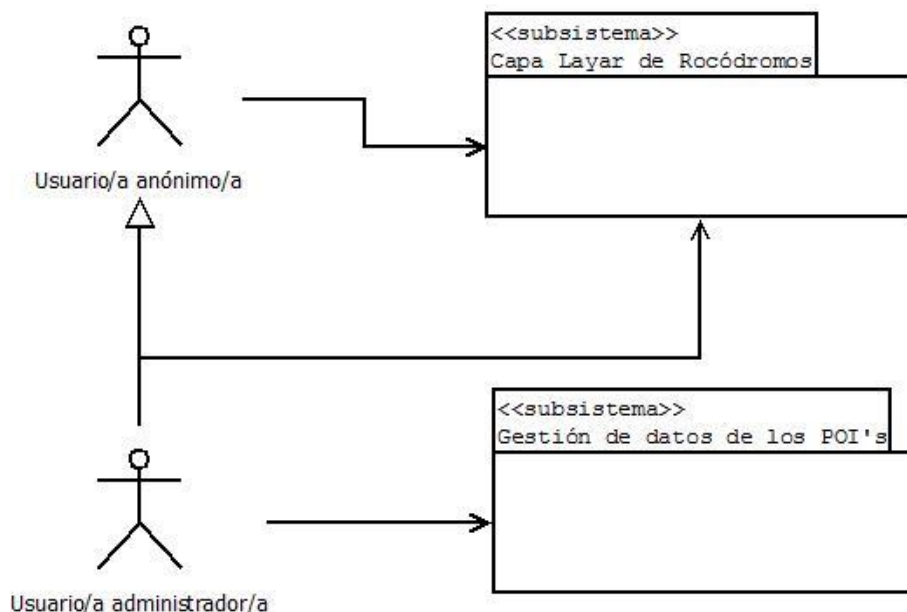 <<subsistema>>
Capa Layar de Rocódromos
Usuario/a anónimo/a
<<subsistema>>
Gestión de datos de los POI's
Usuario/a administrador/a